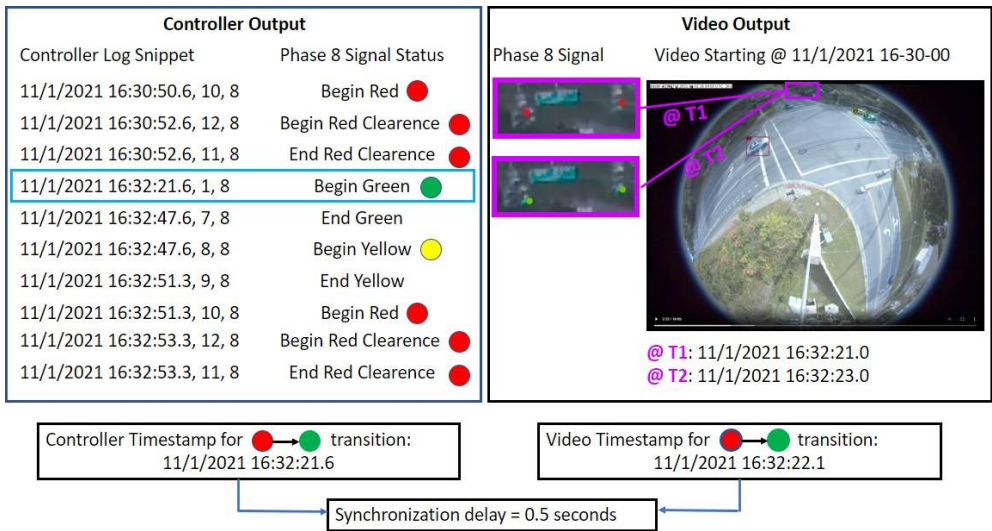 Controller Output
Controller Log Snippet Phase 8 Signal Status
11/1/2021 16:30:50.6, 10, 8 Begin Red
11/1/2021 16:30:52.6, 12, 8 Begin Red Clearence
11/1/2021 16:30:52.6, 11, 8 End Red Clearence
11/1/2021 16:32:21.6, 1, 8 Begin Green
11/1/2021 16:32:47.6, 7, 8 End Green
11/1/2021 16:32:47.6, 8, 8 Begin Yellow
11/1/2021 16:32:51.3, 9, 8 End Yellow
11/1/2021 16:32:51.3, 10, 8 Begin Red
11/1/2021 16:32:53.3, 12, 8 Begin Red Clearence
11/1/2021 16:32:53.3, 11, 8 End Red Clearence
Video Output
Phase 8 Signal Video Starting @ 11/1/2021 16-30-00
@ T1
@ T2
@ T1: 11/1/2021 16:32:21.0
@ T2: 11/1/2021 16:32:23.0
Controller Timestamp for transition:
11/1/2021 16:32:21.6
Video Timestamp for transition:
11/1/2021 16:32:22.1
Synchronization delay = 0.5 seconds